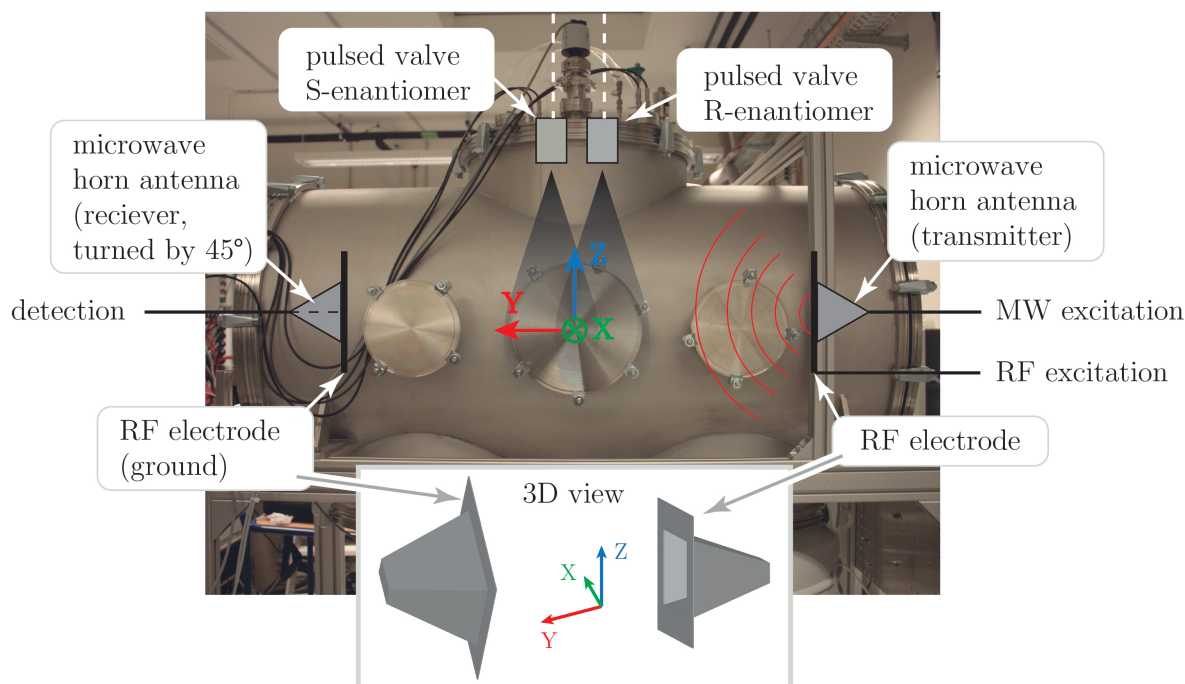 pulsed valve
S-enantiomer
pulsed valve
R-enantiomer
microwave
horn antenna
(reciever,
turned by 45°)
microwave
horn antenna
(transmitter)
Z
Y
X
detection
MW excitation
RF excitation
RF electrode
(ground)
RF electrode
3D view
X
Z
Y